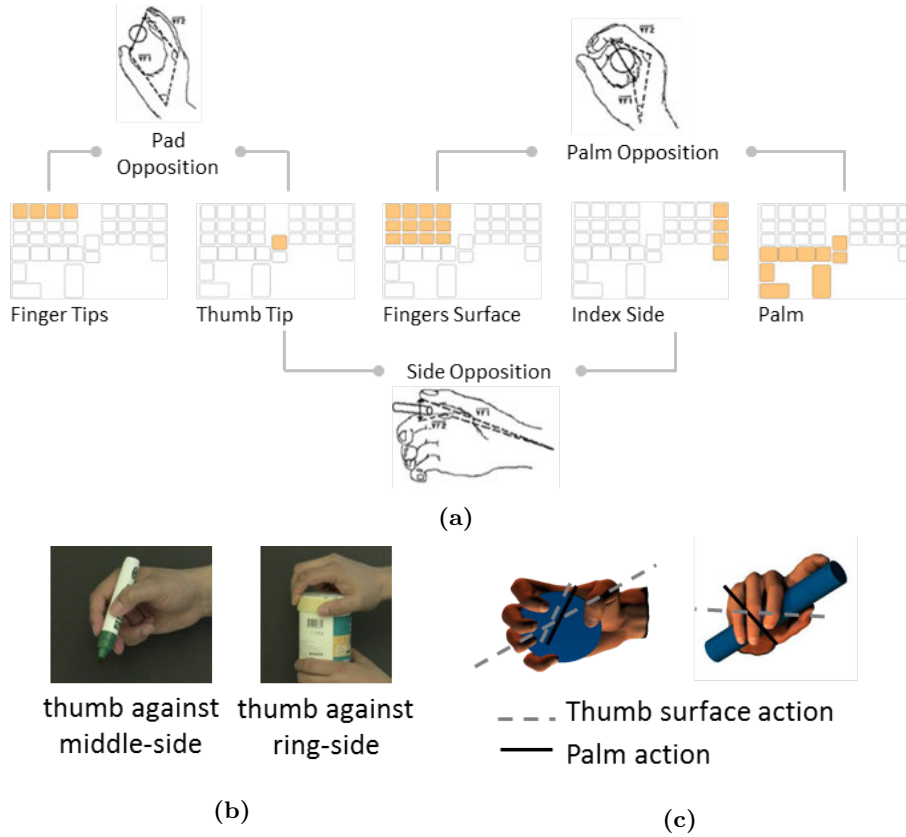 Pad
Opposition
Palm Opposition
Finger Tips
Thumb Tip
Fingers Surface
Index Side
Palm
Side Opposition
(a)
thumb against
middle-side
thumb against
ring-side
Thumb surface action
Palm action
(b)
(c)